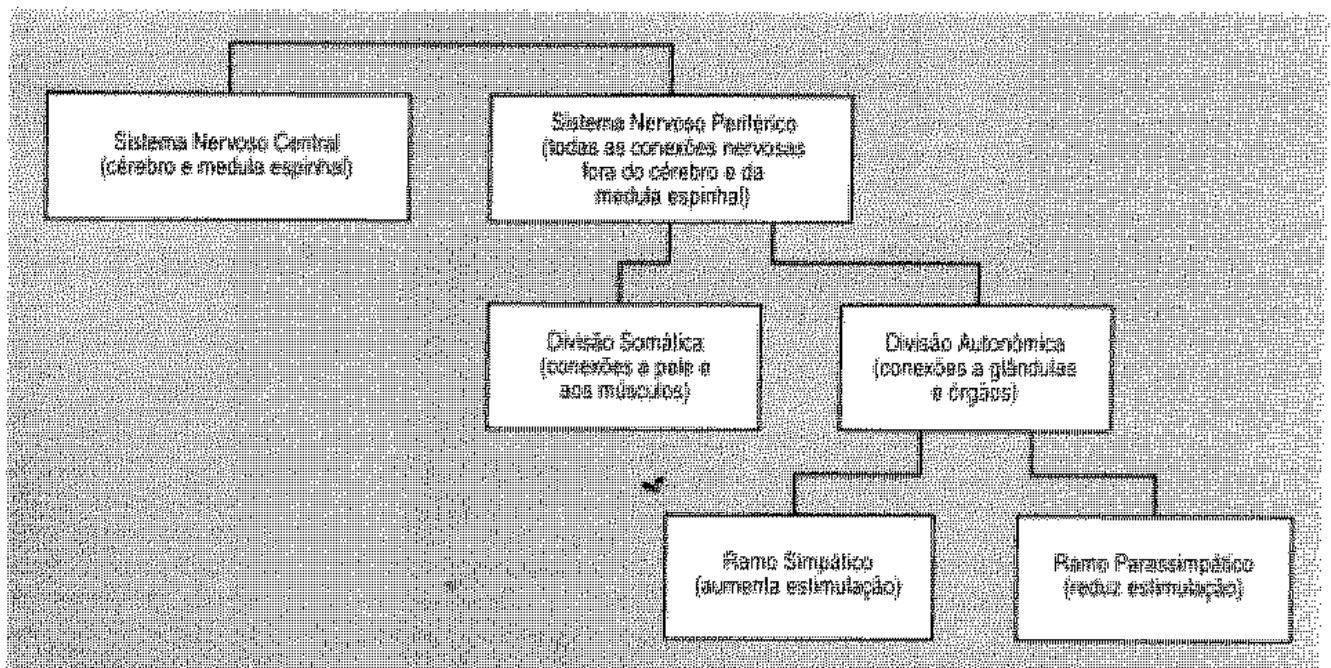 Sistema Nervoso Central
(cérebro e medula espinhal)
Sistema Nervoso Periférico
(todas as conexões nervosas
fora do cérebro e da
medula espinhal)
Divisão Somática
(conexões a pele e
aos músculos)
Divisão Autonômica
(conexões a glândulas
e órgãos)
Ramo Simpático
(aumenta estimulação)
Ramo Parassimpático
(reduz estimulação)